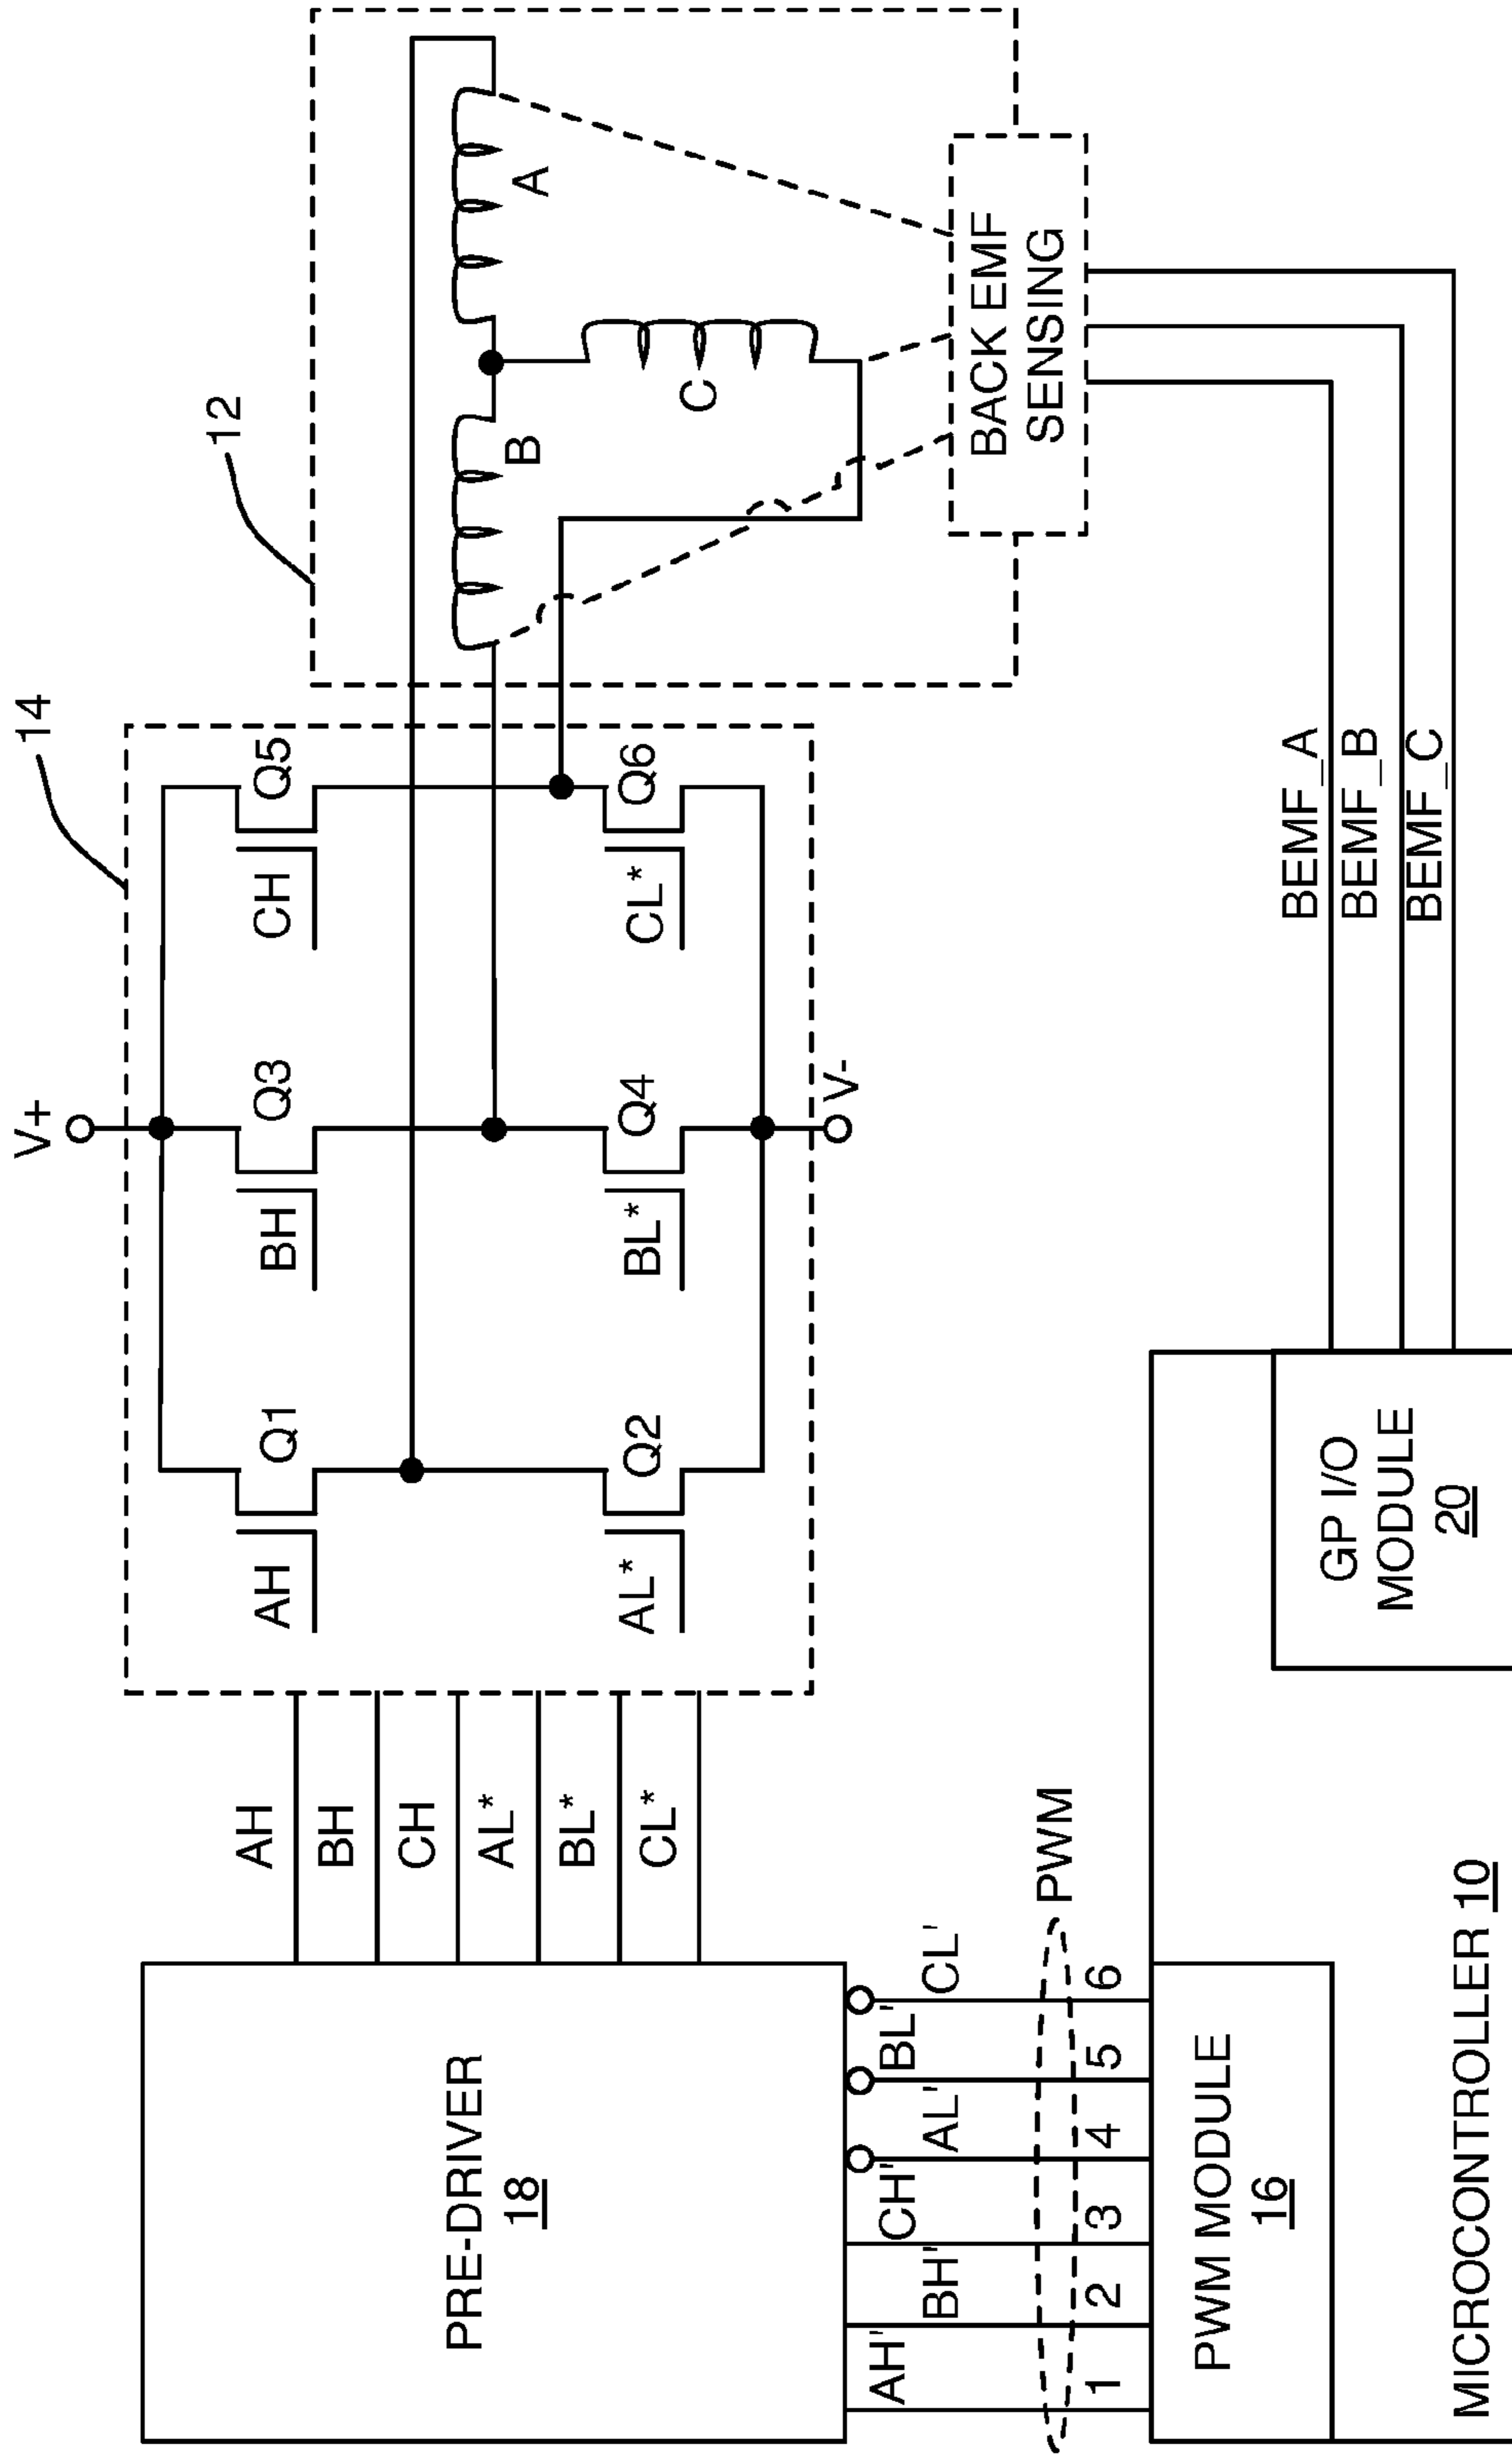 14
12
V+
AH
Q1
BH
Q3
CH
Q5
AL*
Q2
BL*
Q4
CL*
Q6
V-
A
B
C
BACK EMF
SENSING
AH
BH
CH
AL*
BL*
CL*
PRE-DRIVER
18
AH'
BH'
CH'
AL'
BL'
CL'
PWM
1
2
3
4
5
6
PWM MODULE
16
MICROCONTROLLER 10
GP I/O
MODULE
20
BEMF_A
BEMF_B
BEMF_C